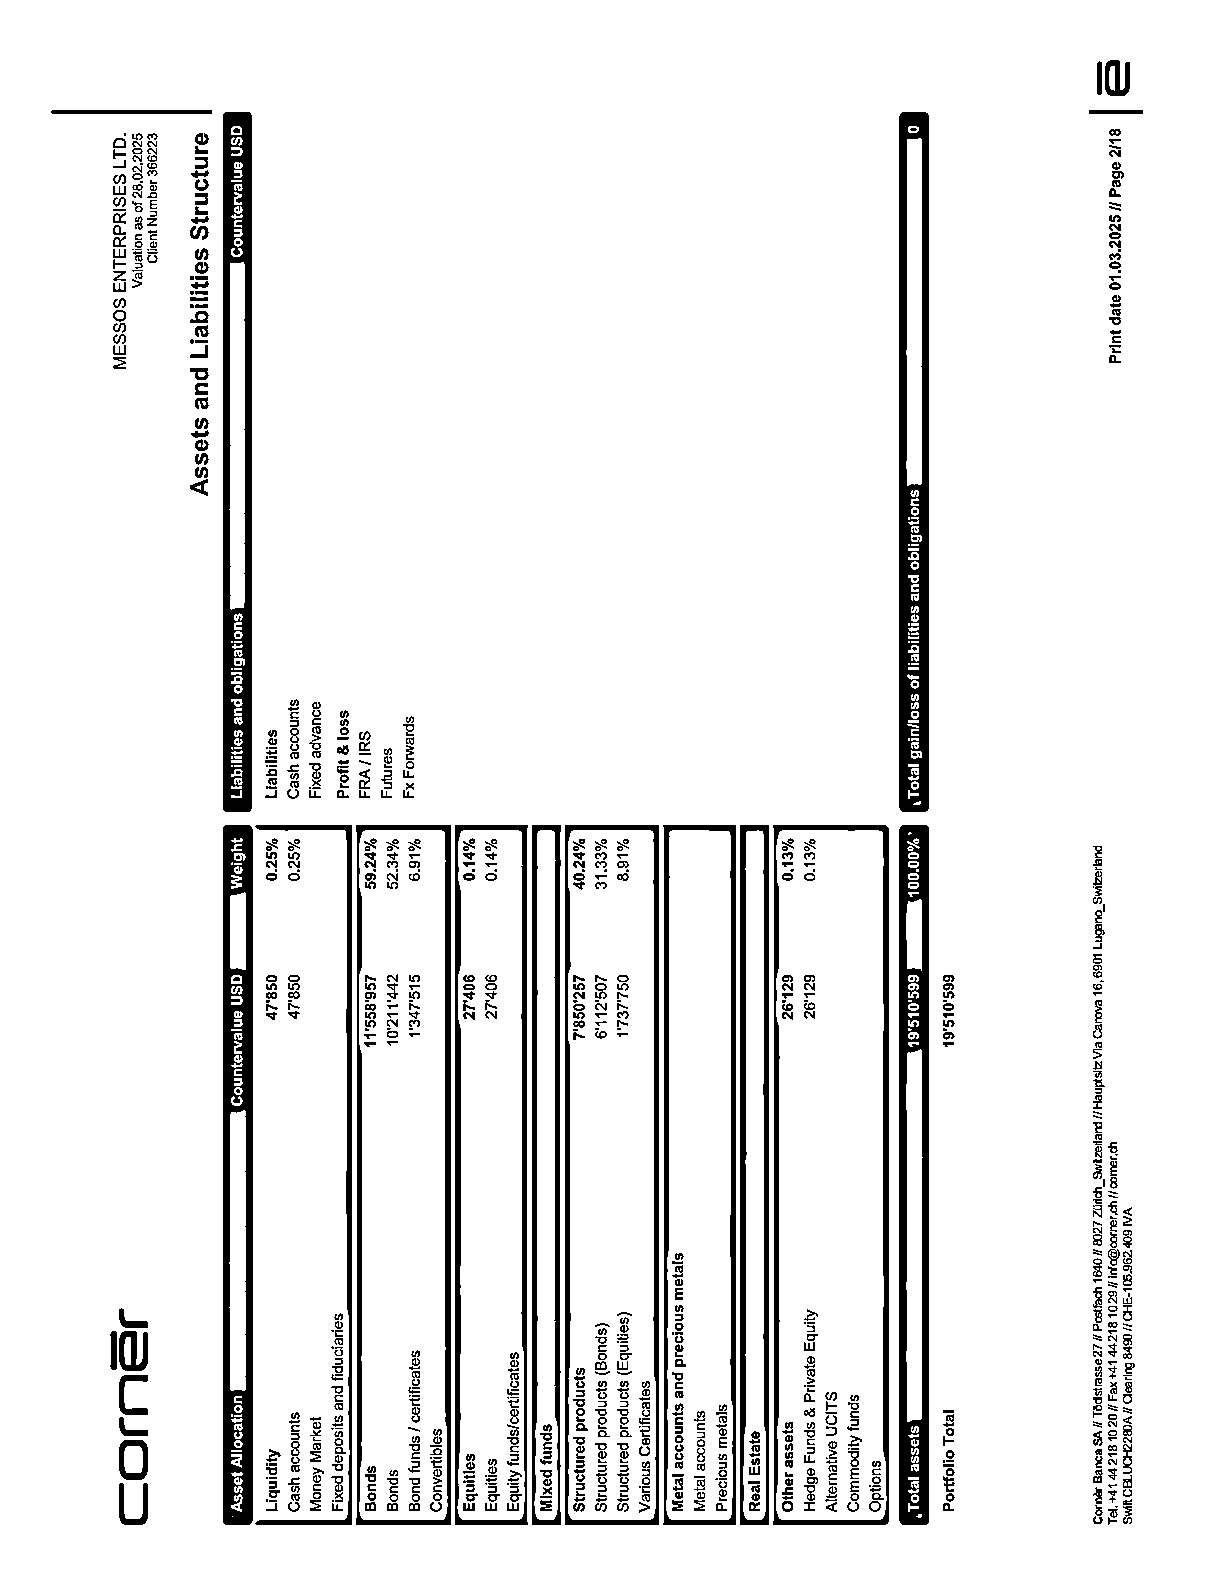 cornèr
MESSOS ENTERPRISES LTD.
Valuation as of 28.02.2025
Client Number 366223
Assets and Liabilities Structure
Asset Allocation Countervalue USD Weight
Liquidity 47'850 0.25%
Cash accounts 47'850 0.25%
Money Market
Fixed deposits and fiduciaries
Bonds 11'558'957 59.24%
Bonds 10'211'442 52.34%
Bond funds / certificates 1'347'515 6.91%
Convertibles
Equities 27'406 0.14%
Equities 27'406 0.14%
Equity funds/certificates
Mixed funds
Structured products 7'850'257 40.24%
Structured products (Bonds) 6'112'507 31.33%
Structured products (Equities) 1'737'750 8.91%
Various Certificates
Metal accounts and precious metals
Metal accounts
Precious metals
Real Estate
Other assets 26'129 0.13%
Hedge Funds & Private Equity 26'129 0.13%
Alternative UCITS
Commodity funds
Options
Total assets 19'510'599 100.00%
Portfolio Total 19'510'599
Liabilities and obligations Countervalue USD
Liabilities
Cash accounts
Fixed advance
Profit & loss
FRA / IRS
Futures
Fx Forwards
Total gain/loss of liabilities and obligations 0
Cornèr Banca SA // Tödistrasse 27 // Postfach 1640 // 8027 Zürich_Switzerland // Hauptsitz Via Canova 16, 6901 Lugano_Switzerland
Tel. +41 44 218 10 20 // Fax +41 44 218 10 29 // info@corner.ch // corner.ch
Swift CBLUCH2280A // Clearing 8490 // CHE-105.962.409 IVA
Print date 01.03.2025 // Page 2/18